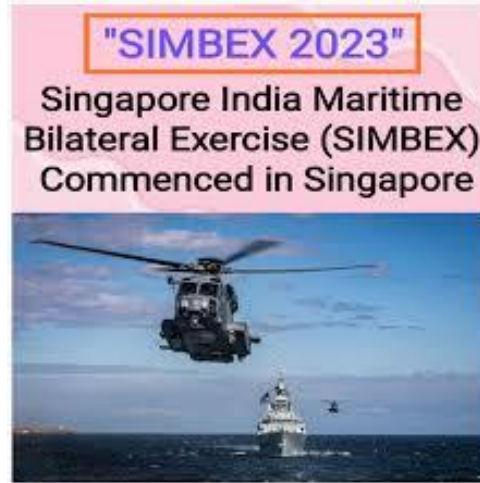 "SIMBEX 2023"
Singapore India Maritime
Bilateral Exercise (SIMBEX)
Commenced in Singapore